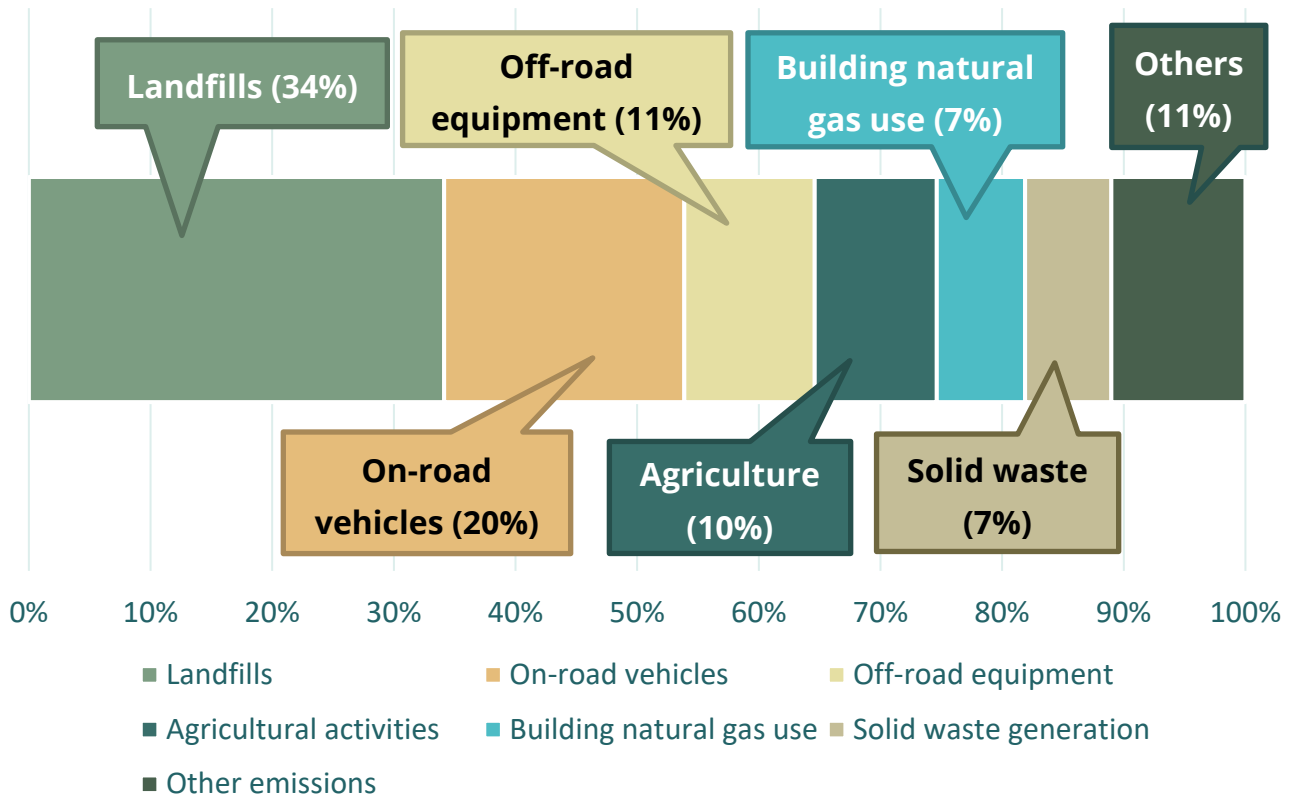 Landfills (34%)
Off-road
equipment (11%)
Building natural
gas use (7%)
Others
(11%)
On-road
vehicles (20%)
Agriculture
(10%)
Solid waste
(7%)
0% 10% 20% 30% 40% 50% 60% 70% 80% 90% 100%
Landfills On-road vehicles Off-road equipment
Agricultural activities Building natural gas use Solid waste generation
Other emissions